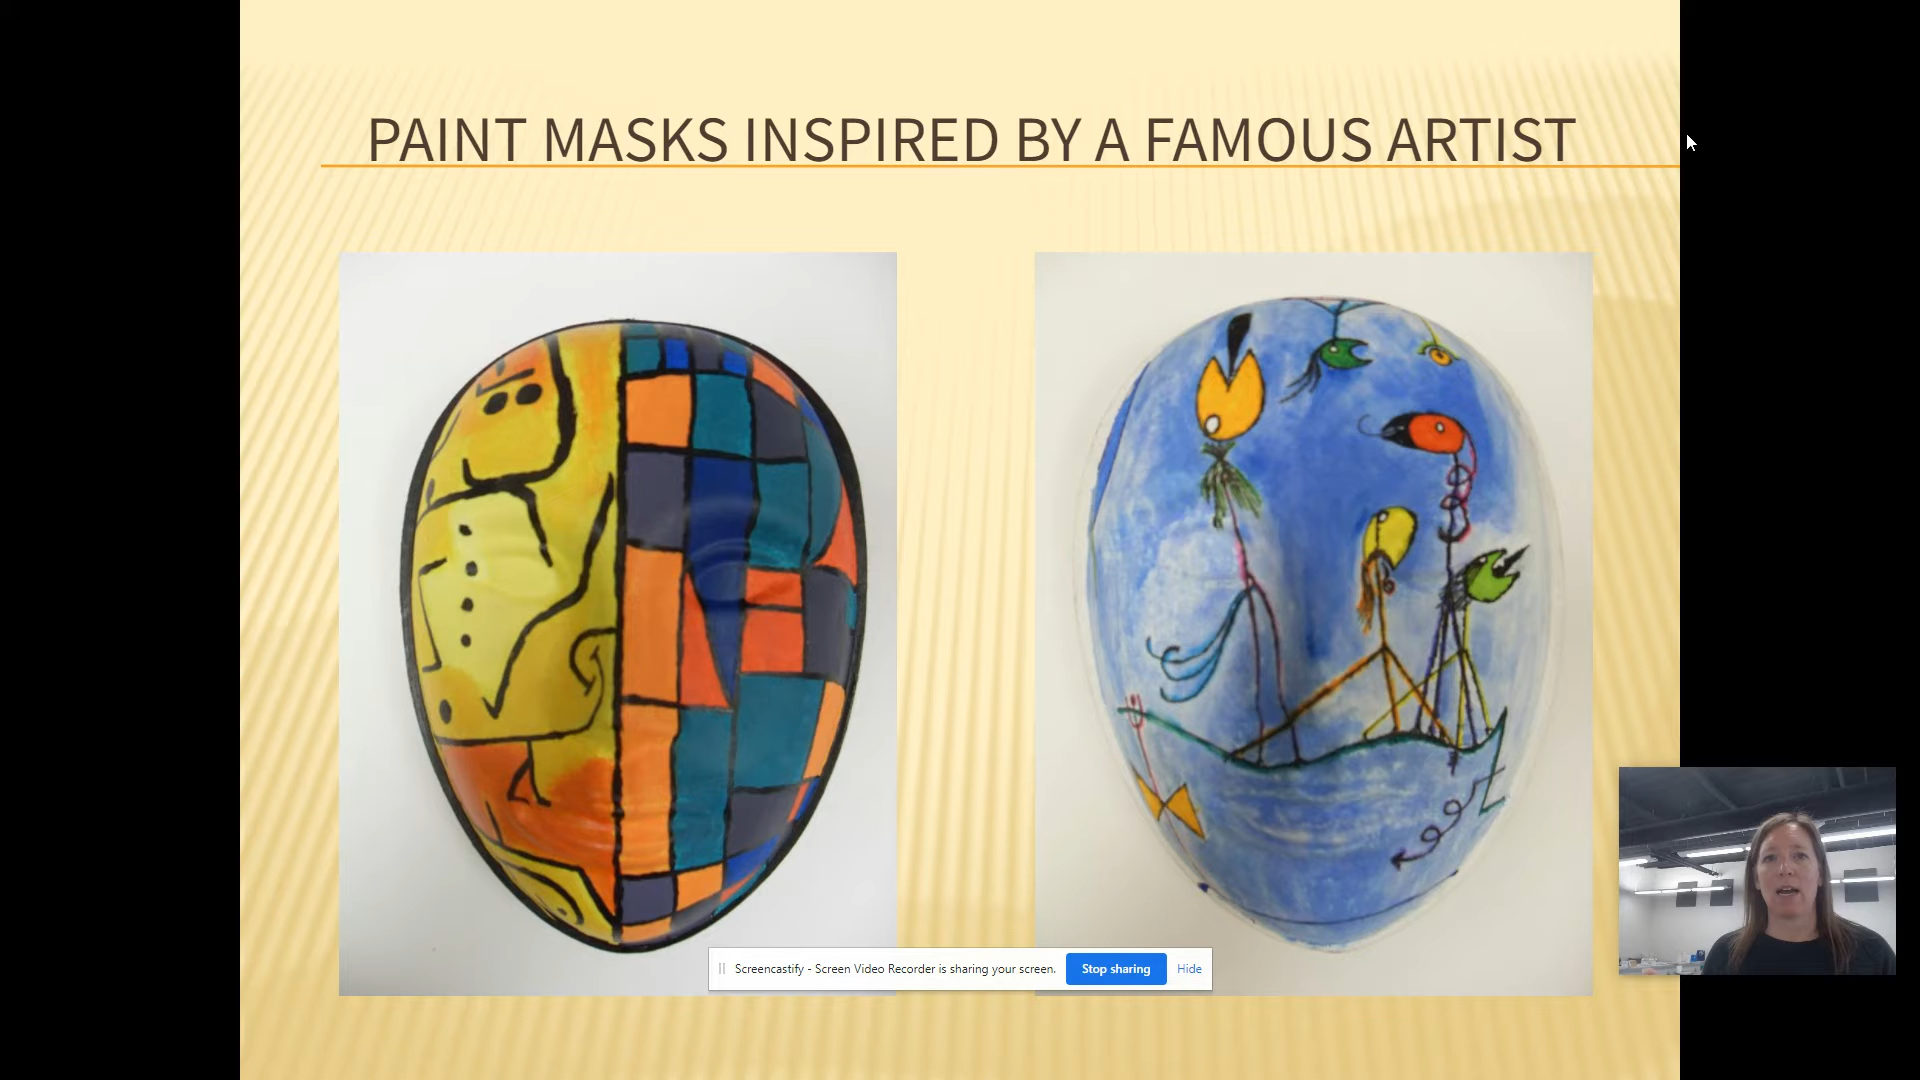 PAINT MASKS INSPIRED BY A FAMOUS ARTIST
Screencastify - Screen Video Recorder is sharing your screen. Stop sharing Hide